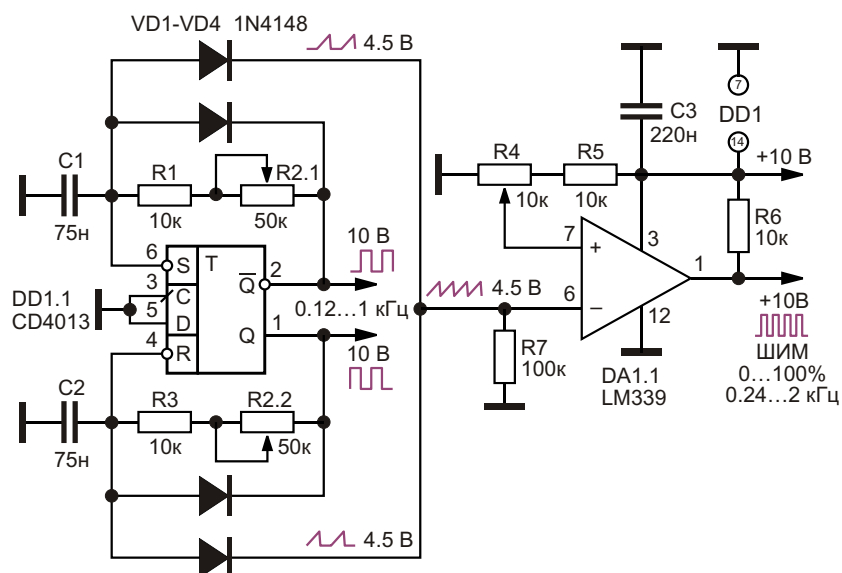 VD1-VD4 1N4148
4.5 В
C1
75н
R1
10к
R2.1
50к
6
S
T
3
C
5
D
4
R
Q
2
Q
1
DD1.1
CD4013
10 В
0.12...1 кГц
10 В
C2
75н
R3
10к
R2.2
50к
4.5 В
4.5 В
R7
100к
R4
10к
R5
10к
C3
220н
7
DD1
14
+10 В
R6
10к
7
+
3
6
–
12
1
DA1.1
LM339
+10В
ШИМ
0...100%
0.24...2 кГц